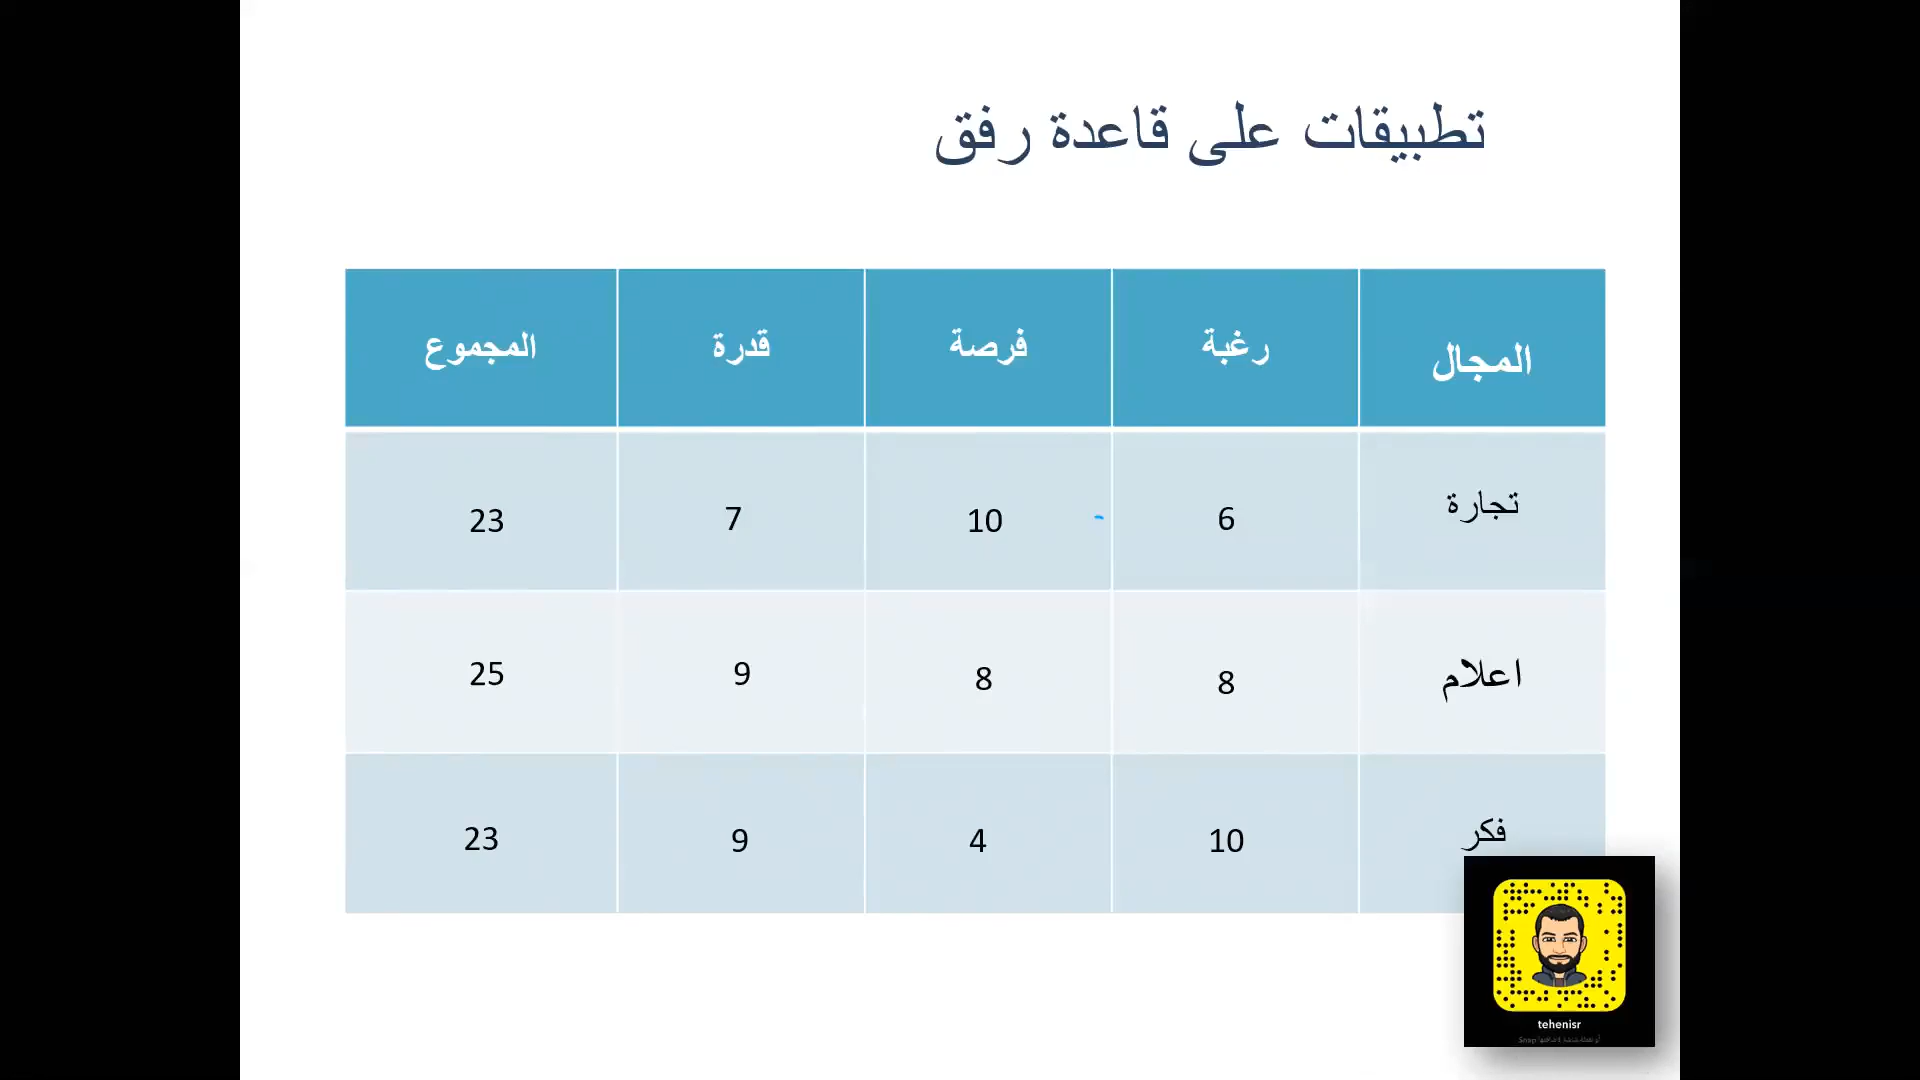 تطبيقات على قاعدة رفق
المجال رغبة فرصة قدرة المجموع
تجارة 6 10 7 23
اعلام 8 8 9 25
فكر 10 4 9 23
tehenisr